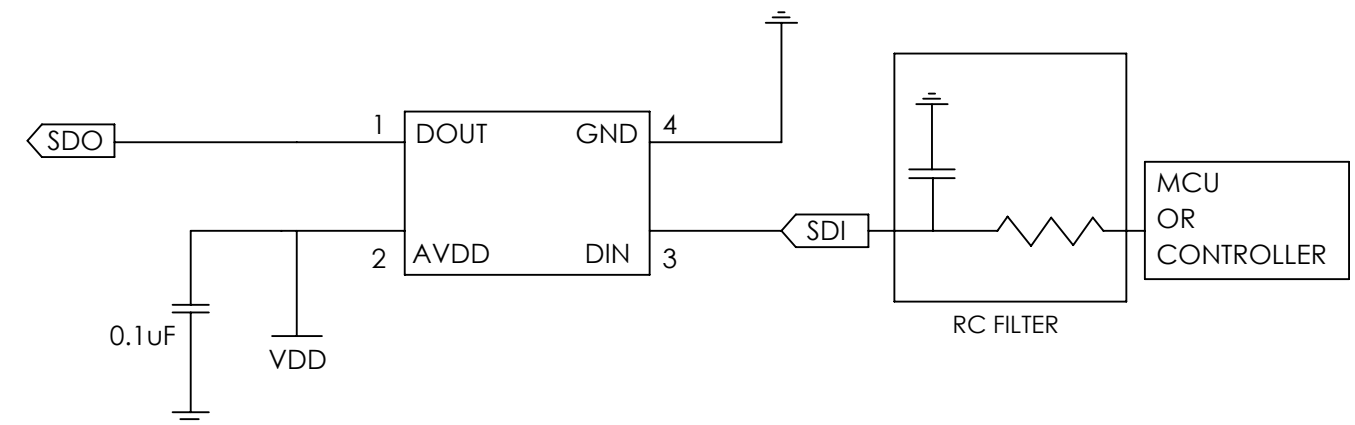 SDO
1
DOUT
GND
4
2
AVDD
DIN
3
SDI
MCU
OR
CONTROLLER
RC FILTER
0.1uF
VDD